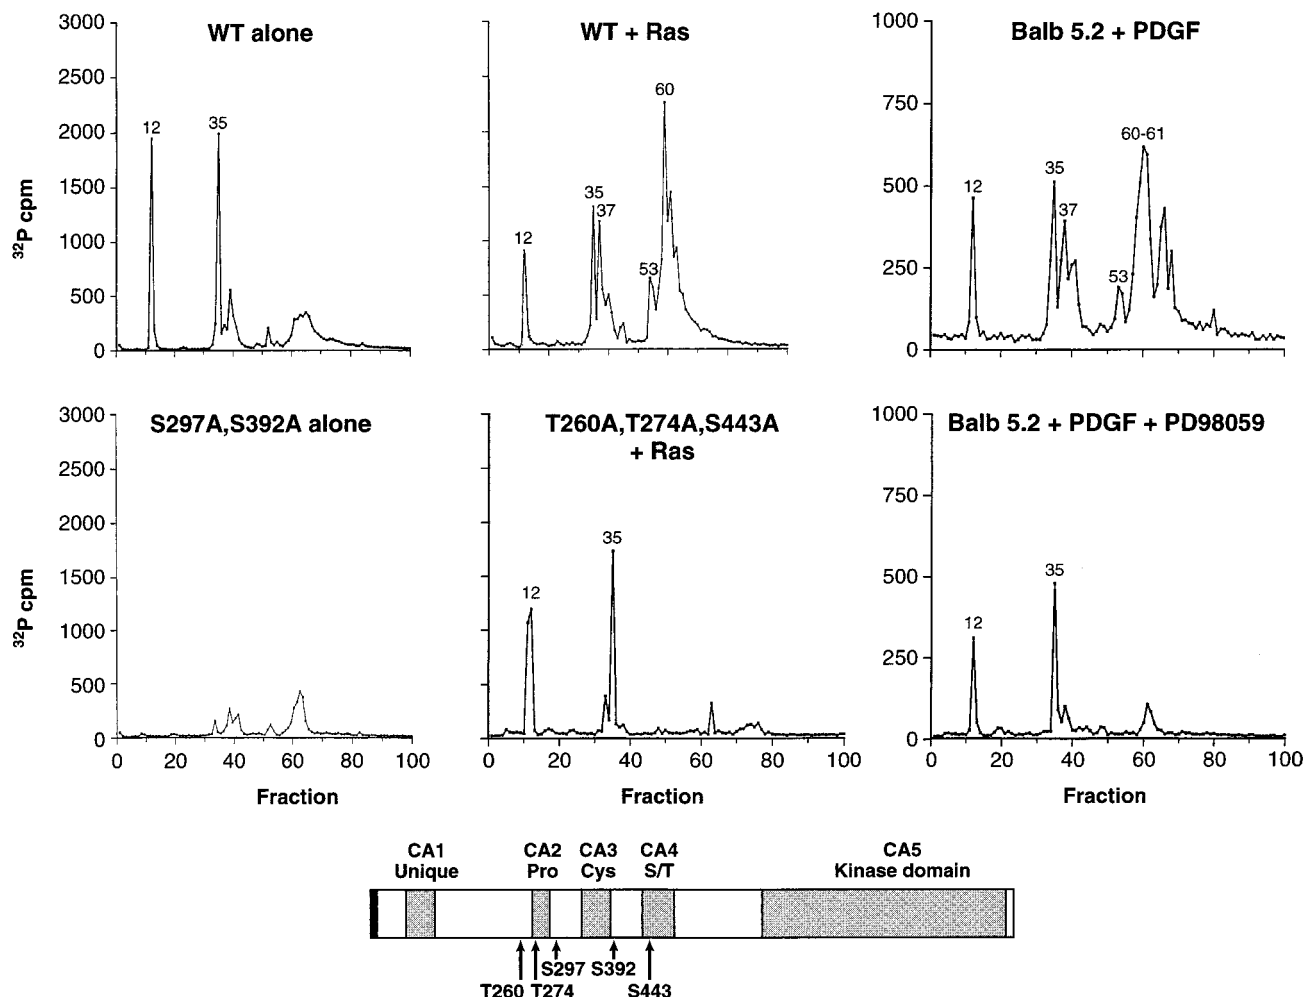 WT alone
3000
2500
2000
1500
1000
500
0
32P cpm
12
35
WT + Ras
12
35
37
53
60
Balb 5.2 + PDGF
1000
750
500
250
0
12
35
37
53
60-61
S297A,S392A alone
3000
2500
2000
1500
1000
500
0
32P cpm
0 20 40 60 80 100
Fraction
T260A,T274A,S443A
+ Ras
12
35
0 20 40 60 80 100
Fraction
Balb 5.2 + PDGF + PD98059
1000
750
500
250
0
12
35
0 20 40 60 80 100
Fraction
CA1 CA2 CA3 CA4 CA5
Unique Pro Cys S/T Kinase domain
S297 S392
T260 T274 S443